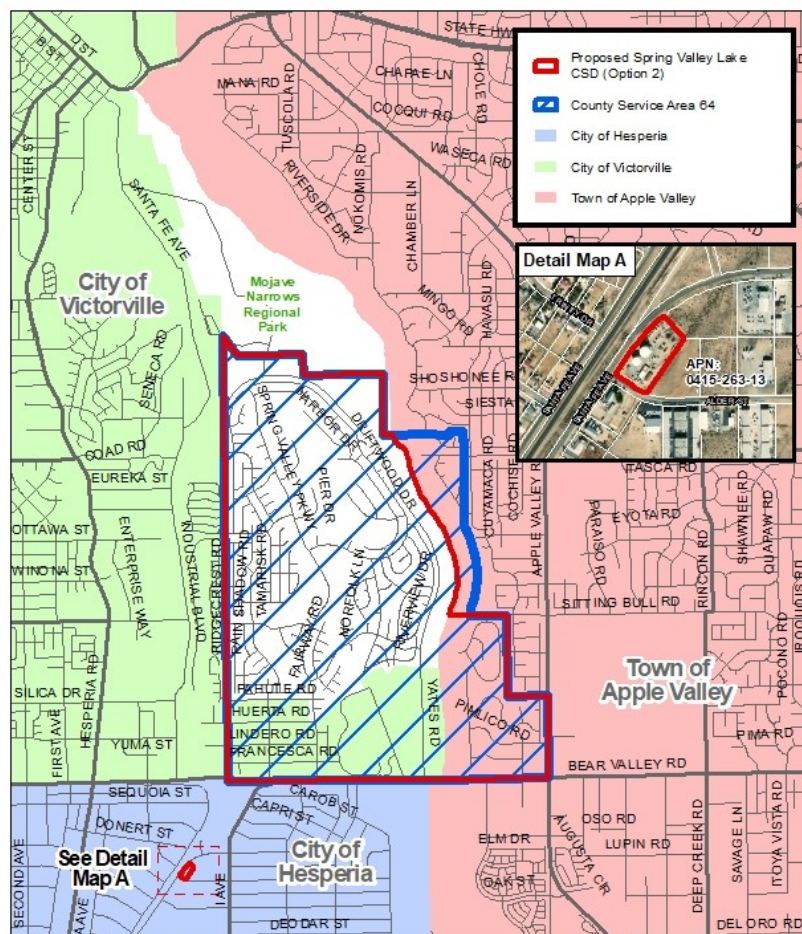 D ST
B ST
STATE HW
MANA RD
TUSCOLA RD
CHAPAE LN
CHOLE RD
COCQUI RD
WASECA RD
RIVERSIDE DR
NOKOMIS RD
CHAMBER LN
CENTER ST
SANTA FE AVE
MINGO RD
HAVASU RD
Proposed Spring Valley Lake
CSD (Option 2)
County Service Area 64
City of Hesperia
City of Victorville
Town of Apple Valley
City of
Victorville
Mojave
Narrows
Regional
Park
Detail Map A
APN:
0415-263-13
ALDER ST
SENECA RD
SHOSHONEE R
SIESTA
HARBOR DR
DRIFTWOOD DR
SPRING VALLEY PKWY
PIER DR
COAD RD
EUREKA ST
CUYAMACA RD
COCHISE RD
APPLE VALLEY R
ITASCA RD
OTTAWA ST
WINONA ST
ENTERPRISE WAY
INDUSTRIAL BLVD
RIDGECREST RD
RAIN SHADOW RD
TAMARISK RD
NORFOLK LN
FAIRWAY RD
RIVERVIEW DR
PARAISO RD
EYOTA RD
RINCON RD
SHAWNEE RD
QUAPAW RD
SITTING BULL RD
IROQUOIS RD
Town of
Apple Valley
POCONO RD
SILICA DR
HESPERIA RD
FIRST AVE
YUMA ST
PAHUTE RD
HUERTA RD
LINDERO RD
FRANCESCA RD
YATES RD
PIMLICO RD
PIMA RD
BEAR VALLEY RD
SEQUOIA ST
DONERT ST
CAROB ST
CAPRI ST
See Detail
Map A
City of
Hesperia
SECOND AVE
A AVE
I AVE
DEODAR ST
ELM DR
OAK ST
AUGUSTA CIR
OSO RD
LUPIN RD
DEEP CREEK RD
SAVAGE LN
ITOYA VISTA RD
DEL ORO RD